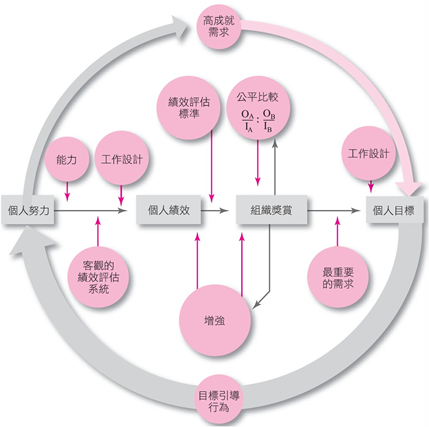 高成就
需求
績效評估
標準
公平比較
O_A/I_A : O_B/I_B
能力
工作設計
工作設計
個人努力
個人績效
組織獎賞
個人目標
客觀的
績效評估
系統
最重要
的需求
增強
目標引導
行為